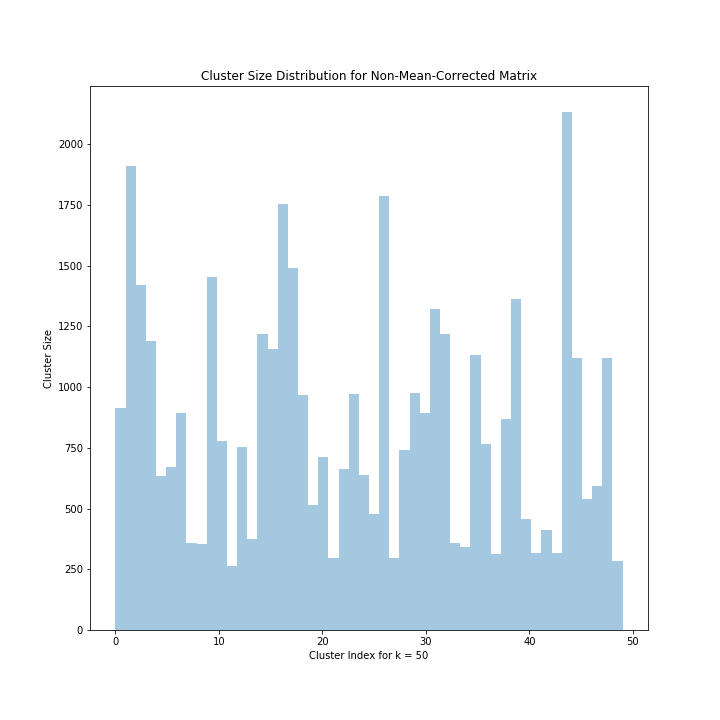 Cluster Size Distribution for Non-Mean-Corrected Matrix
2000
1750
1500
1250
1000
750
500
250
0
Cluster Size
0 10 20 30 40 50
Cluster Index for k = 50